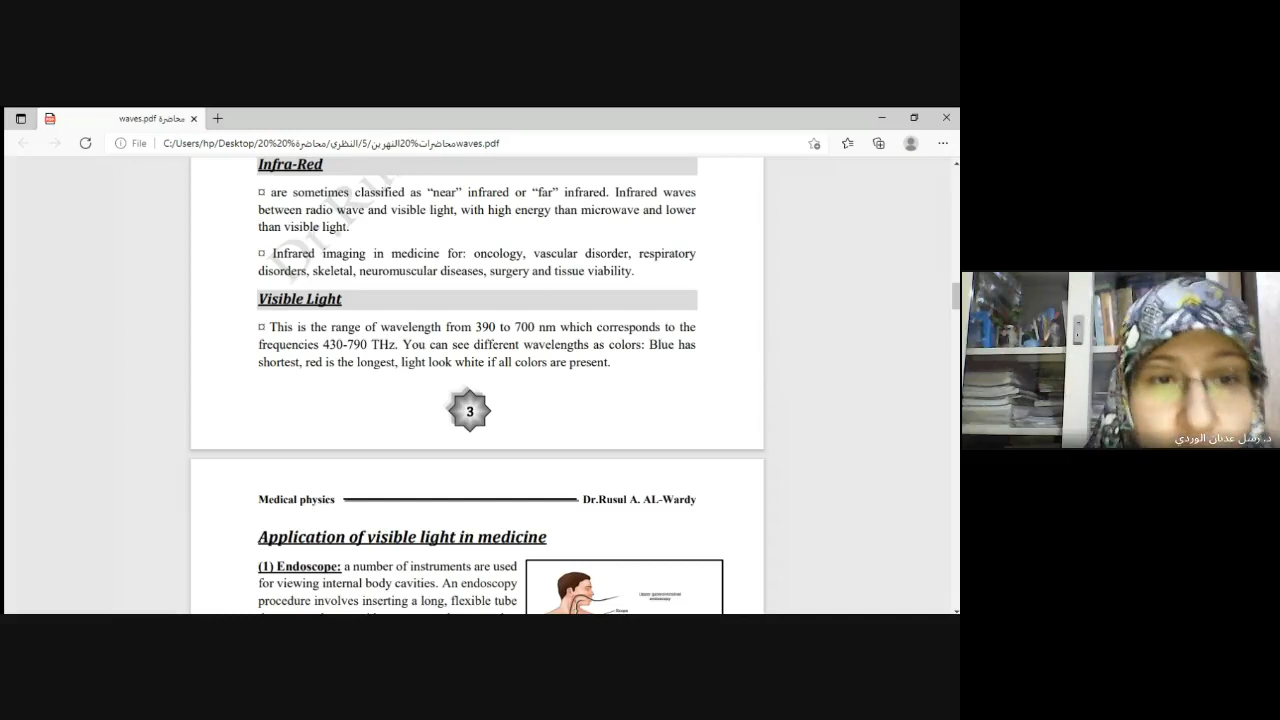 محاضرة waves.pdf
File
C:/Users/hp/Desktop/20%20%محاضرات%20النهرين/5/النظري/محاضرةwaves.pdf
Infra-Red
¤ are sometimes classified as “near” infrared or “far” infrared. Infrared waves
between radio wave and visible light, with high energy than microwave and lower
than visible light.
¤ Infrared imaging in medicine for: oncology, vascular disorder, respiratory
disorders, skeletal, neuromuscular diseases, surgery and tissue viability.
Visible Light
¤ This is the range of wavelength from 390 to 700 nm which corresponds to the
frequencies 430-790 THz. You can see different wavelengths as colors: Blue has
shortest, red is the longest, light look white if all colors are present.
3
Medical physics Dr.Rusul A. AL-Wardy
Application of visible light in medicine
(1) Endoscope: a number of instruments are used
for viewing internal body cavities. An endoscopy
procedure involves inserting a long, flexible tube
Upper gastrointestinal
endoscopy
Scope
Dr.Rus
د. رسل عدنان الوردي